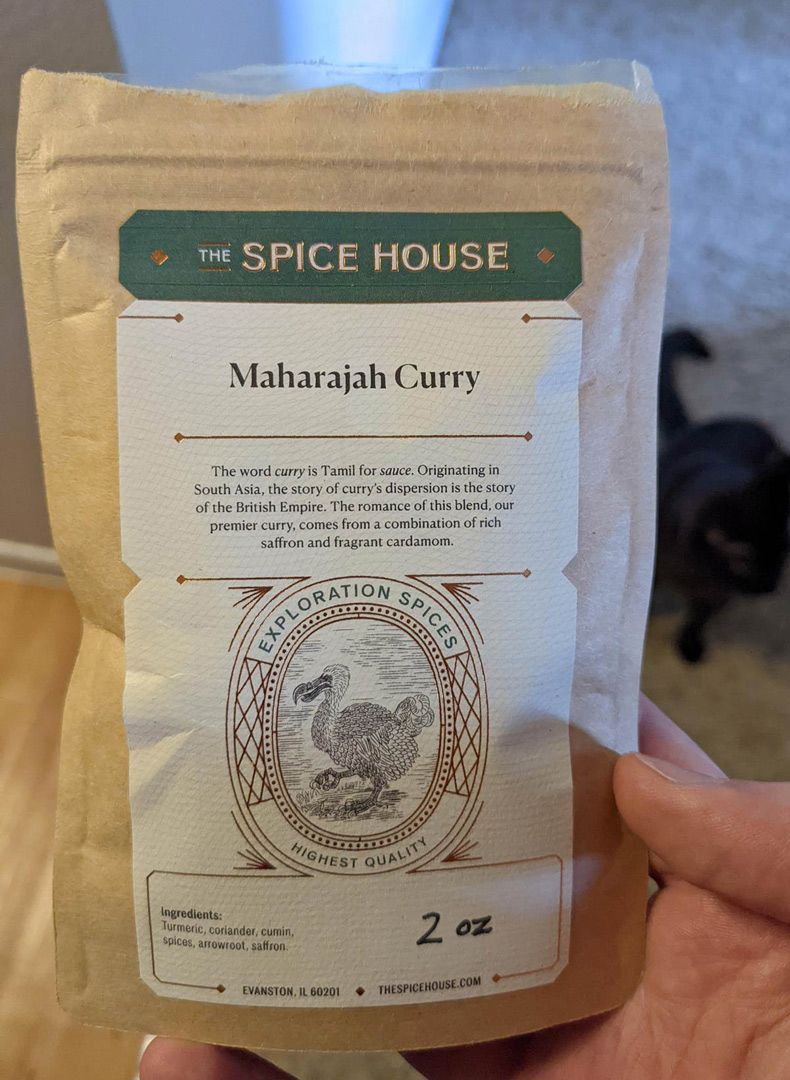 THE SPICE HOUSE
Maharajah Curry
The word curry is Tamil for sauce. Originating in
South Asia, the story of curry's dispersion is the story
of the British Empire. The romance of this blend, our
premier curry, comes from a combination of rich
saffron and fragrant cardamom.
EXPLORATION SPICES
HIGHEST QUALITY
Ingredients:
Turmeric, coriander, cumin,
spices, arrowroot, saffron.
2 oz
EVANSTON, IL 60201 ◆ THESPICEHOUSE.COM